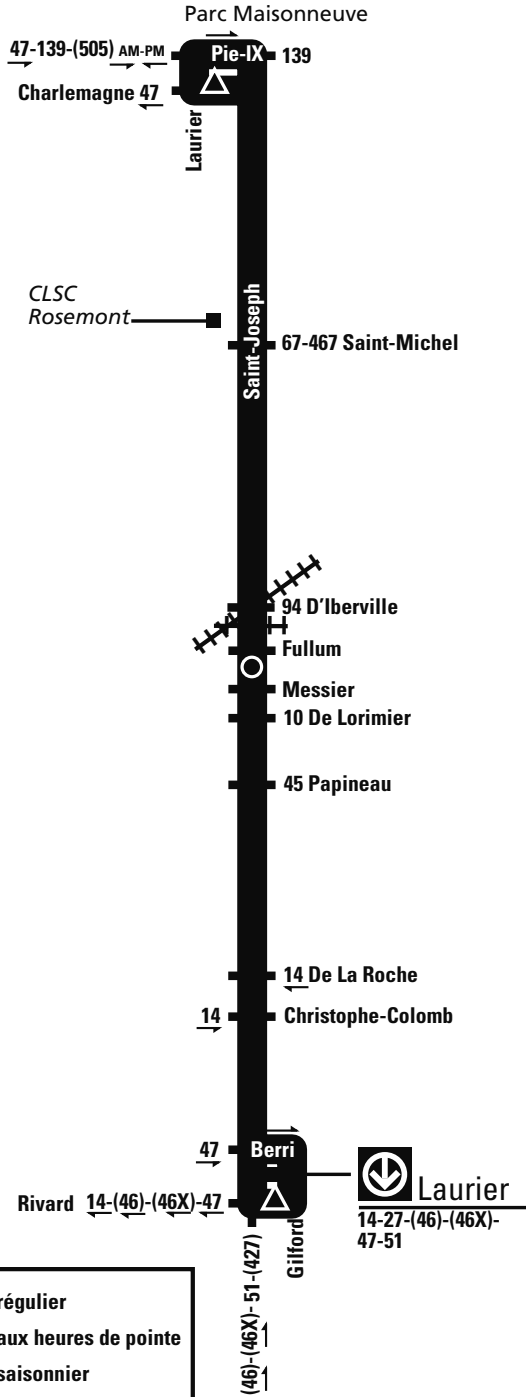 Parc Maisonneuve
47-139-(505) AM-PM
Pie-IX
139
Charlemagne 47
Laurier
CLSC
Rosemont
Saint-Joseph
67-467 Saint-Michel
94 D'Iberville
Fullum
Messier
10 De Lorimier
45 Papineau
14 De La Roche
14
Christophe-Colomb
47
Berri
Rivard 14-(46)-(46X)-47
Laurier
14-27-(46)-(46X)-
47-51
Gilford
(46)-(46X)- 51-(427)
régulier
aux heures de pointe
saisonnier